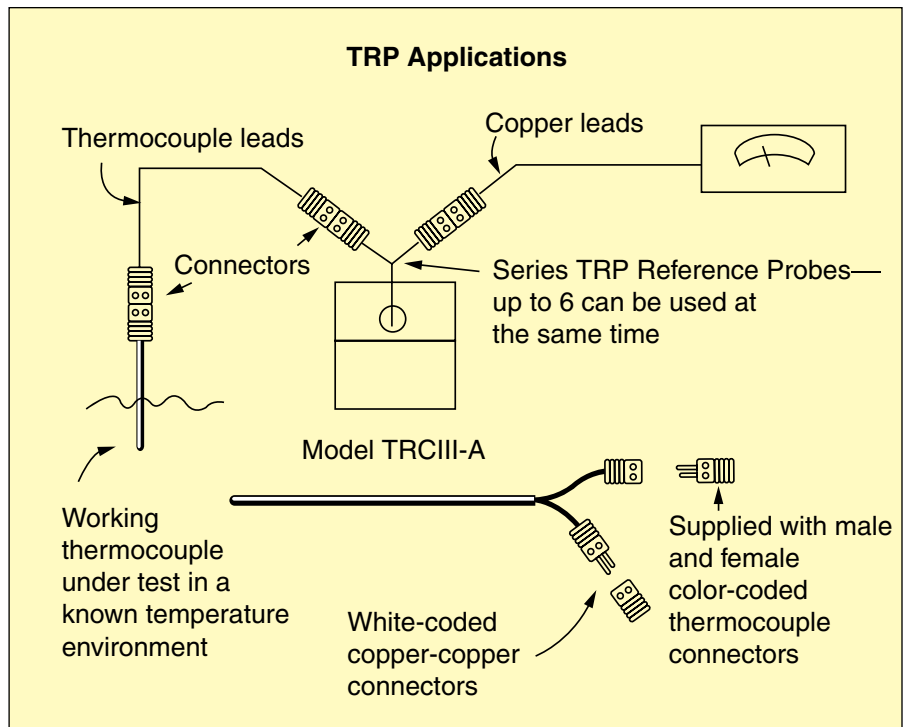 TRP Applications
Thermocouple leads
Copper leads
Connectors
Series TRP Reference Probes—
up to 6 can be used at
the same time
Model TRCIII-A
Working
thermocouple
under test in a
known temperature
environment
White-coded
copper-copper
connectors
Supplied with male
and female
color-coded
thermocouple
connectors